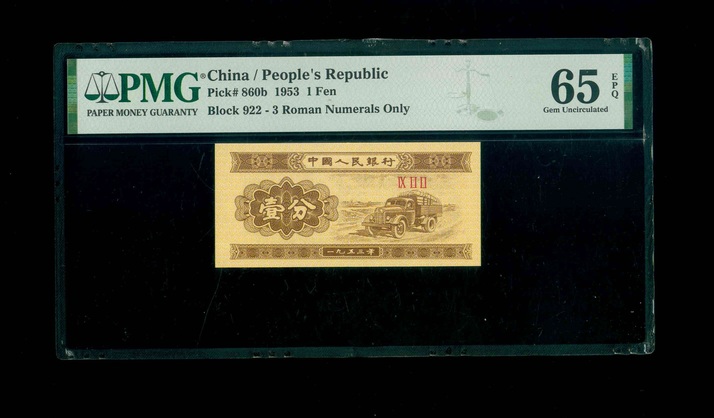 PMG®
PAPER MONEY GUARANTY
China / People's Republic
Pick# 860b 1953 1 Fen
Block 922 - 3 Roman Numerals Only
65 EPQ
Gem Uncirculated
中國人民銀行
IX II II
壹分
一九五三年